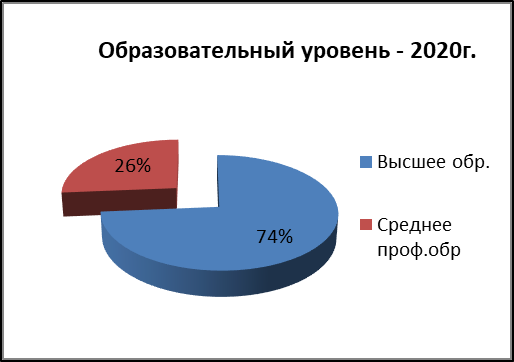 Образовательный уровень - 2020г.
26%
74%
Высшее обр.
Среднее
проф.обр